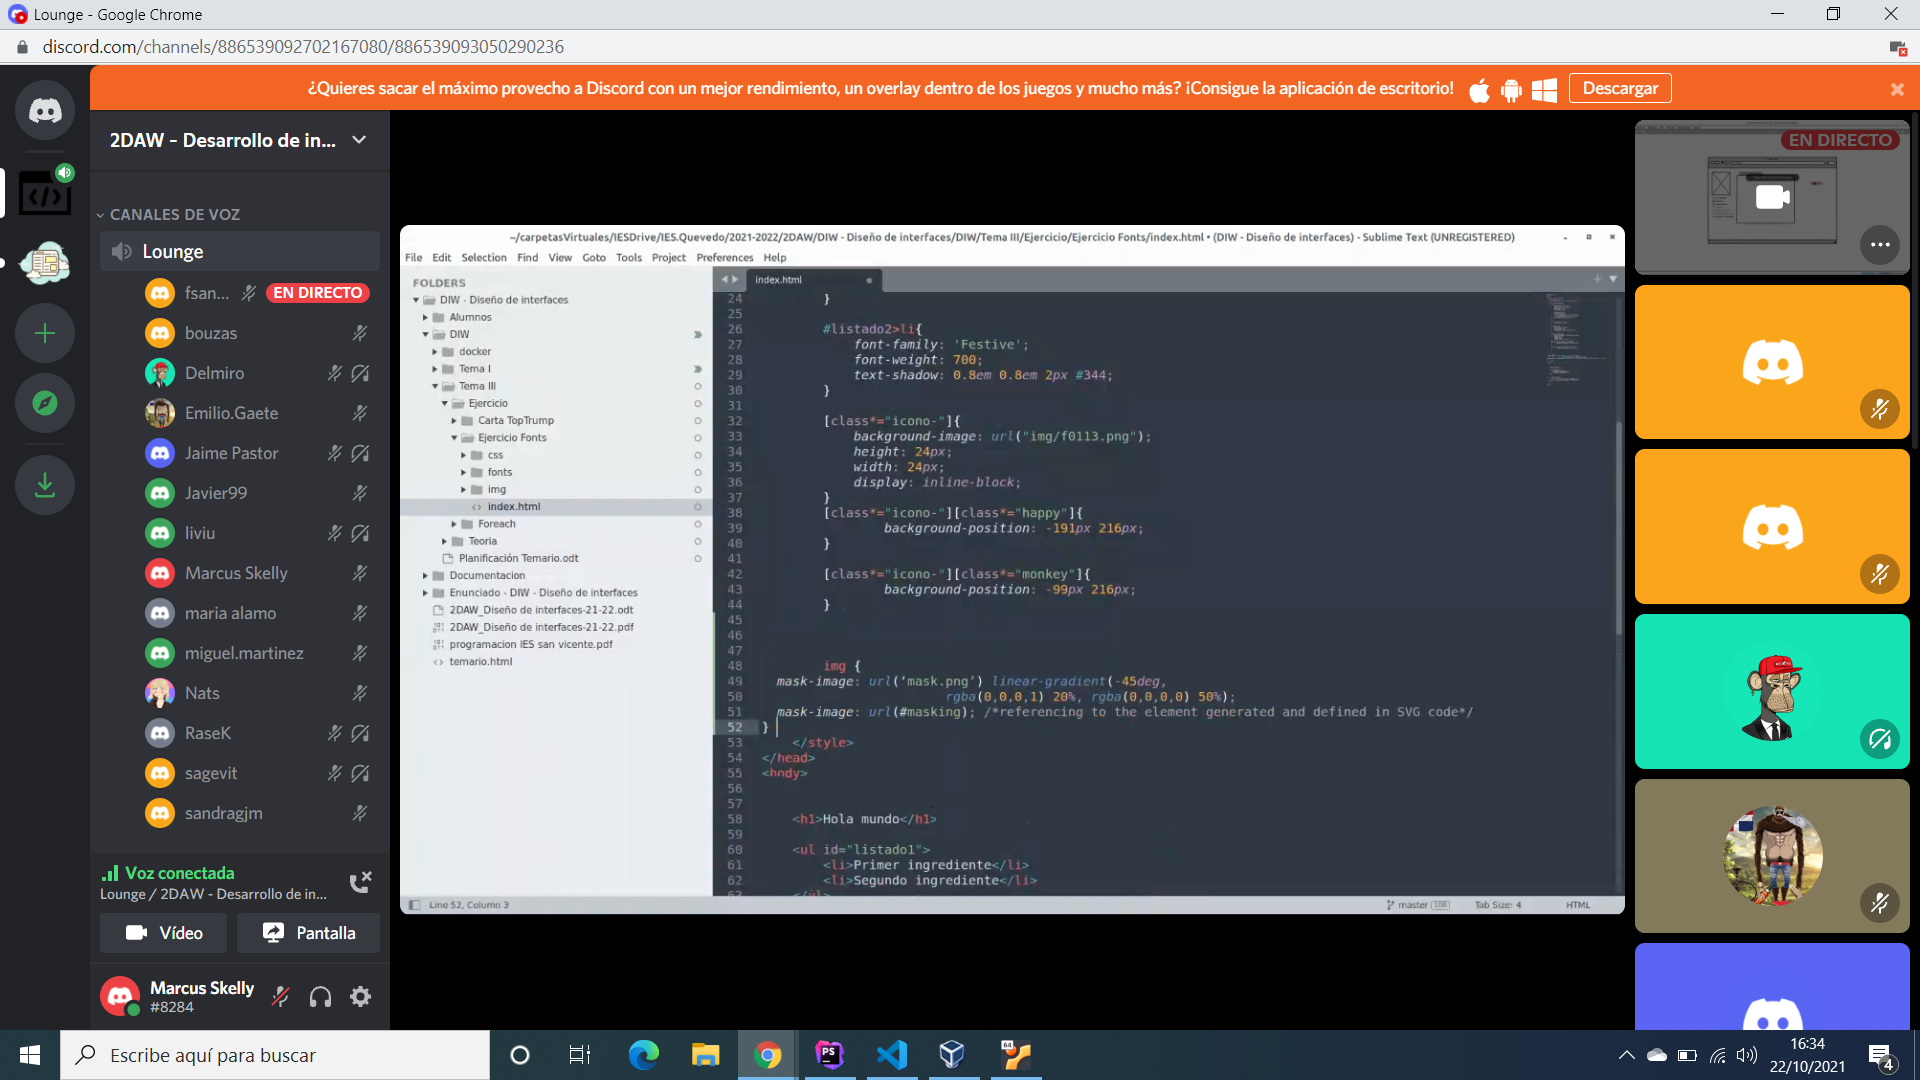 Lounge - Google Chrome
discord.com/channels/886539092702167080/886539093050290236
¿Quieres sacar el máximo provecho a Discord con un mejor rendimiento, un overlay dentro de los juegos y mucho más? ¡Consigue la aplicación de escritorio!
Descargar
2DAW - Desarrollo de in...
CANALES DE VOZ
Lounge
fsan... EN DIRECTO
bouzas
Delmiro
Emilio.Gaete
Jaime Pastor
Javier99
liviu
Marcus Skelly
maria alamo
miguel.martinez
Nats
RaseK
sagevit
sandragjm
Voz conectada
Lounge / 2DAW - Desarrollo de in...
Vídeo Pantalla
Marcus Skelly
#8284
~/carpetasVirtuales/IESDrive/IES.Quevedo/2021-2022/2DAW/DIW - Diseño de interfaces/DIW/Tema III/Ejercicio/Ejercicio Fonts/index.html • (DIW - Diseño de interfaces) - Sublime Text (UNREGISTERED)
File Edit Selection Find View Goto Tools Project Preferences Help
FOLDERS
DIW - Diseño de interfaces
Alumnos
DIW
docker
Tema I
Tema III
Ejercicio
Carta TopTrump
Ejercicio Fonts
css
fonts
img
index.html
Foreach
Teoria
Planificación Temario.odt
Documentacion
Enunciado - DIW - Diseño de interfaces
2DAW_Diseño de interfaces-21-22.odt
2DAW_Diseño de interfaces-21-22.pdf
programacion IES san vicente.pdf
temario.html
index.html
24 }
25
26 #listado2>li{
27 font-family: 'Festive';
28 font-weight: 700;
29 text-shadow: 0.8em 0.8em 2px #344;
30 }
31
32 [class*="icono-"]{
33 background-image: url("img/f0113.png");
34 height: 24px;
35 width: 24px;
36 display: inline-block;
37 }
38 [class*="icono-"][class*="happy"]{
39 background-position: -191px 216px;
40 }
41
42 [class*="icono-"][class*="monkey"]{
43 background-position: -99px 216px;
44 }
45
46
47
48 img {
49 mask-image: url(‘mask.png’) linear-gradient(-45deg,
50 rgba(0,0,0,1) 20%, rgba(0,0,0,0) 50%);
51 mask-image: url(#masking); /*referencing to the element generated and defined in SVG code*/
52 }
53 </style>
54 </head>
55 <body>
56
57
58 <h1>Hola mundo</h1>
59
60 <ul id="listado1">
61 <li>Primer ingrediente</li>
62 <li>Segundo ingrediente</li>
63 </ul>
Line 52, Column 3
master 108 Tab Size: 4 HTML
EN DIRECTO
Escribe aquí para buscar
PS
64
16:34
22/10/2021
4